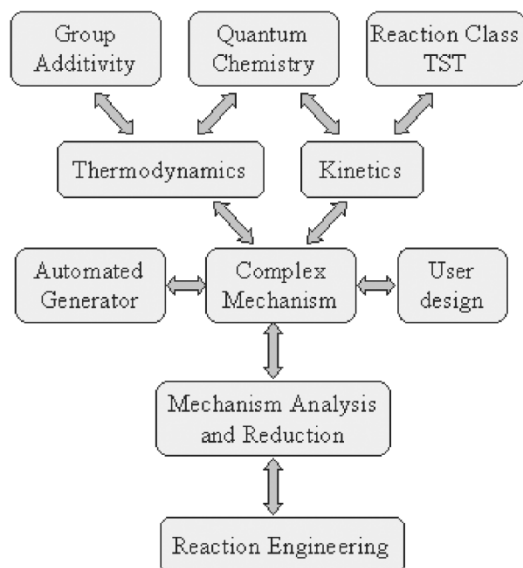 Group
Additivity
Quantum
Chemistry
Reaction Class
TST
Thermodynamics
Kinetics
Automated
Generator
Complex
Mechanism
User
design
Mechanism Analysis
and Reduction
Reaction Engineering